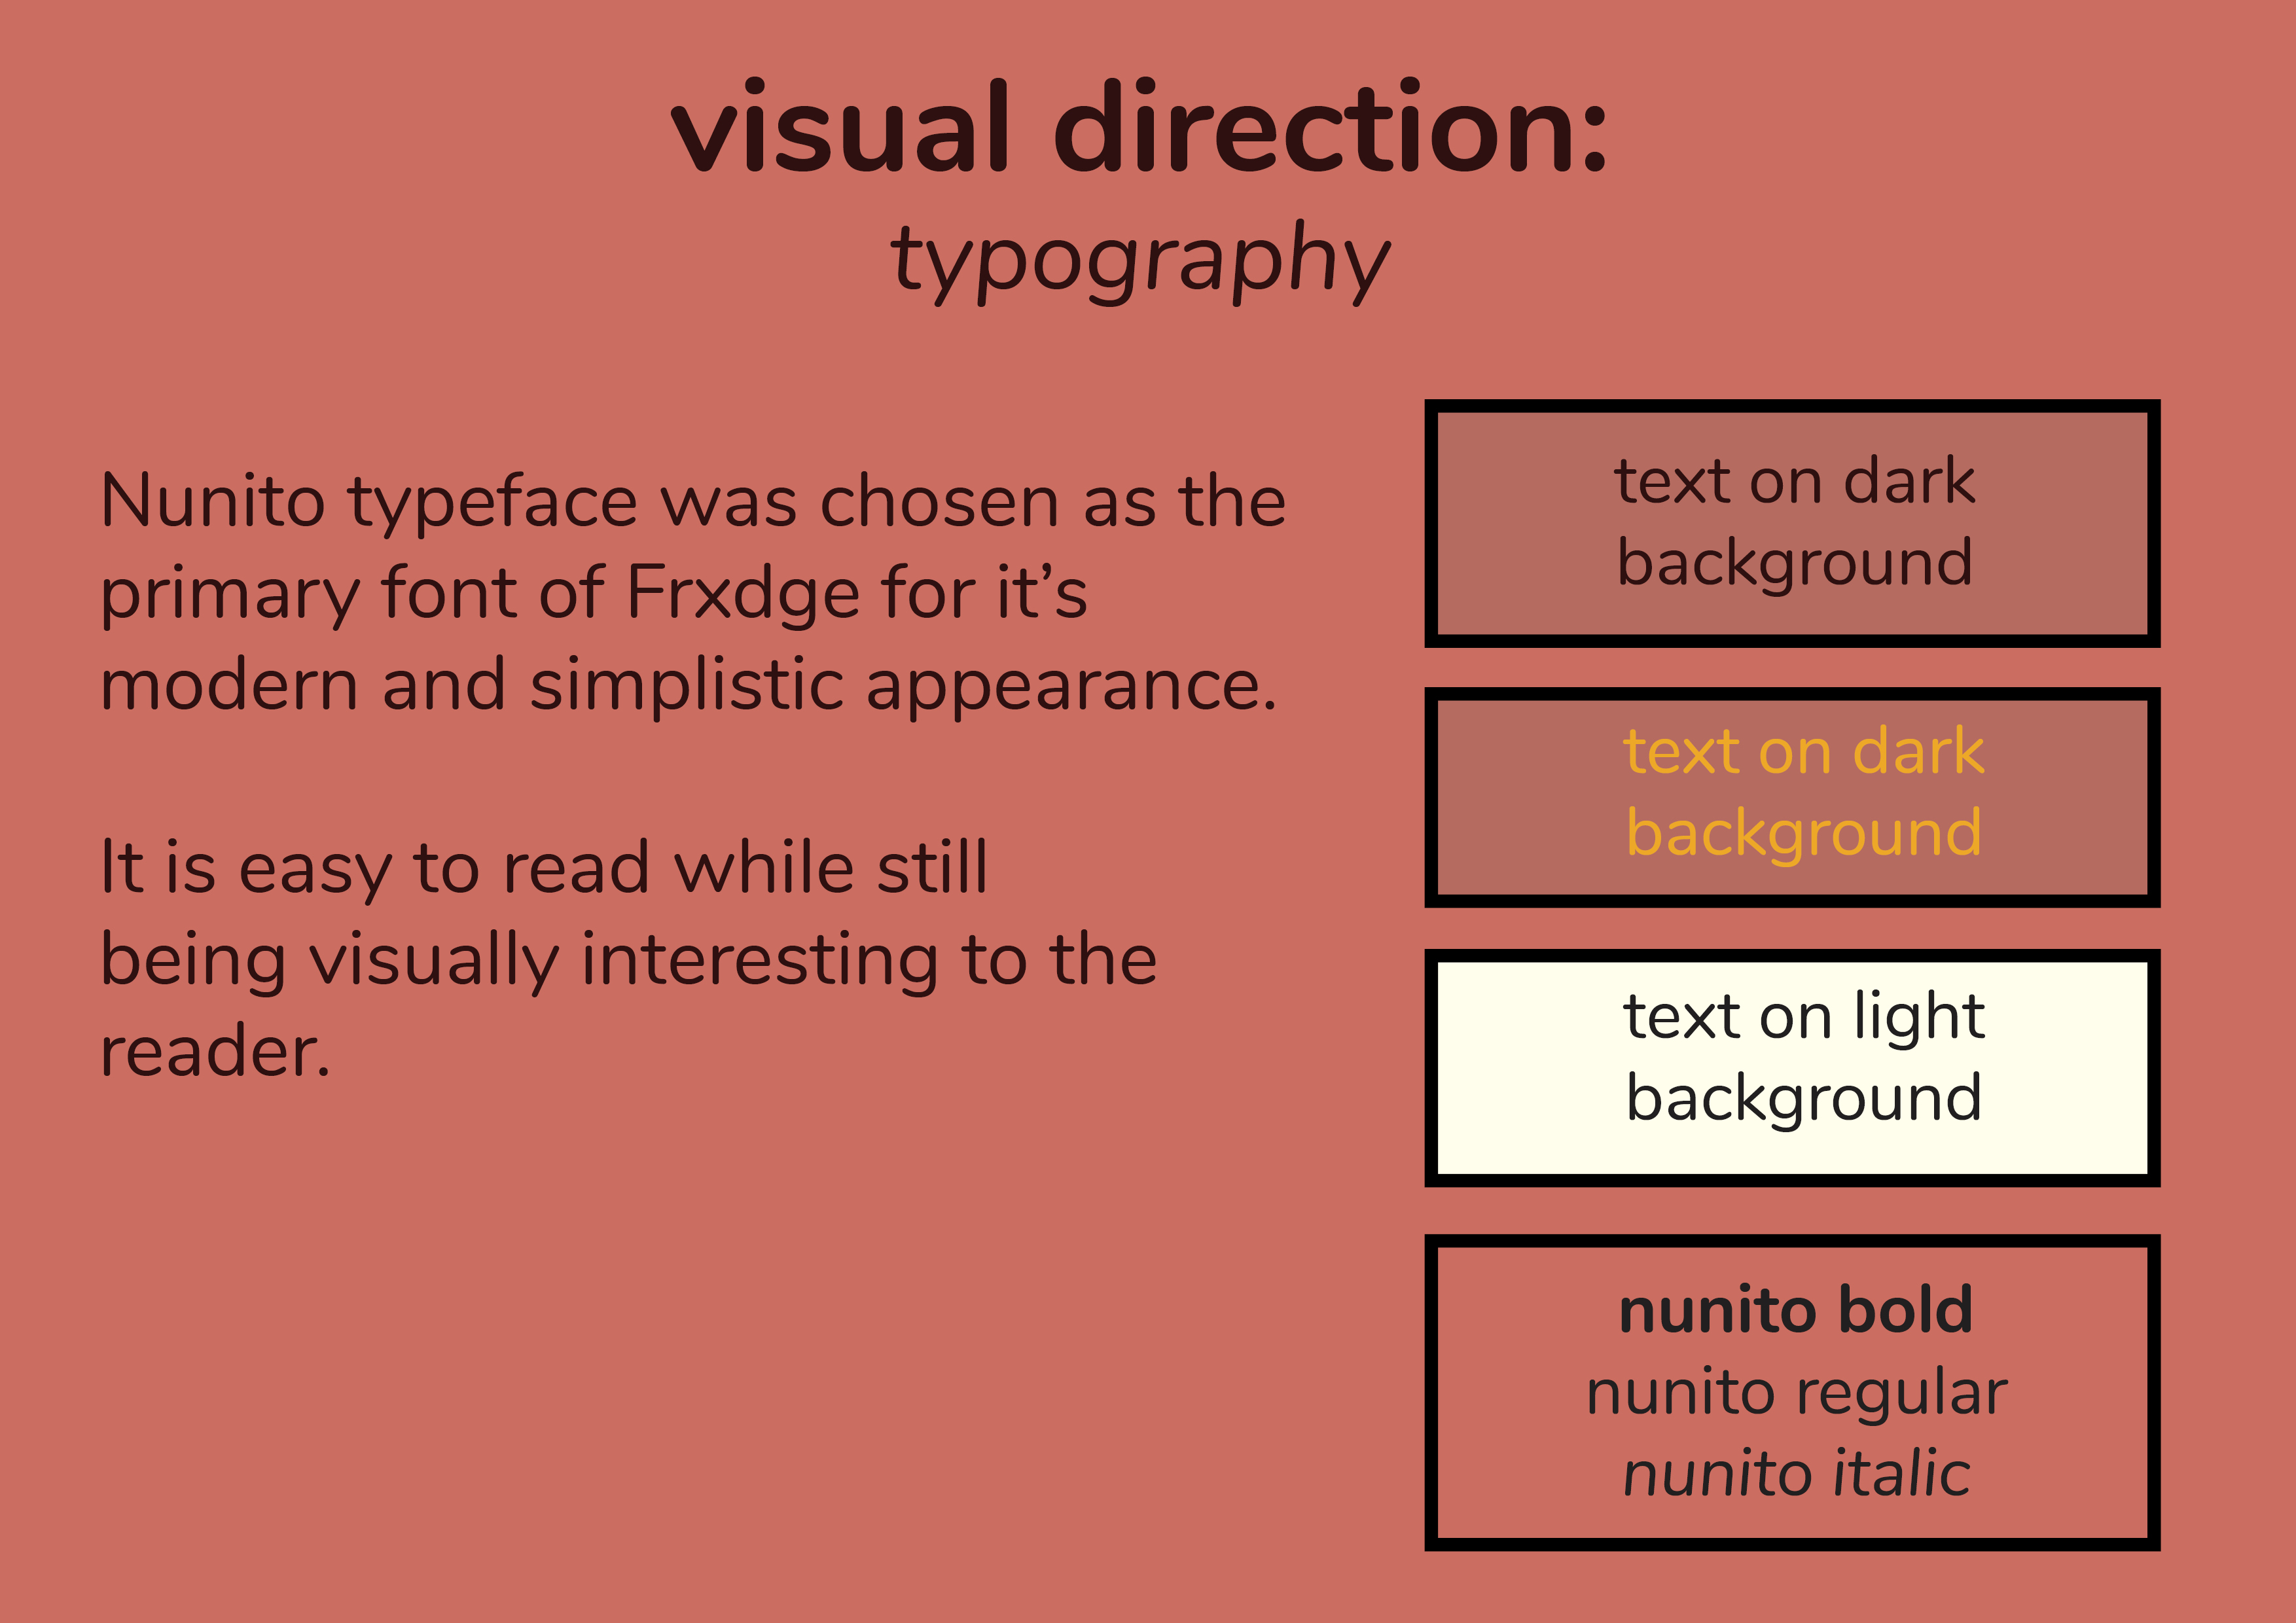 visual direction:
typography
Nunito typeface was chosen as the
primary font of Frxdge for it’s
modern and simplistic appearance.
It is easy to read while still
being visually interesting to the
reader.
text on dark
background
text on dark
background
text on light
background
nunito bold
nunito regular
nunito italic